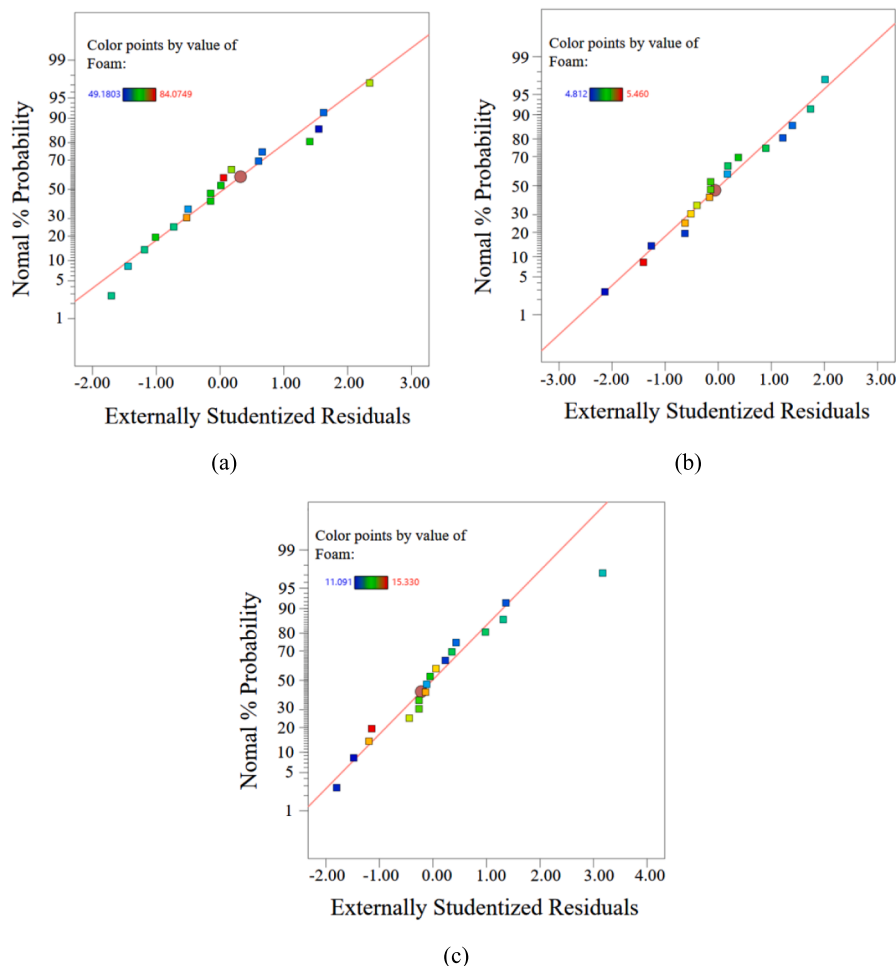 Color points by value of
Foam:
49.1803 84.0749
99
95
90
80
70
50
30
20
10
5
1
Nomal % Probability
-2.00 -1.00 0.00 1.00 2.00 3.00
Externally Studentized Residuals
(a)
Color points by value of
Foam:
4.812 5.460
99
95
90
80
70
50
30
20
10
5
1
Nomal % Probability
-3.00 -2.00 -1.00 0.00 1.00 2.00 3.00
Externally Studentized Residuals
(b)
Color points by value of
Foam:
11.091 15.330
99
95
90
80
70
50
30
20
10
5
1
Nomal % Probability
-2.00 -1.00 0.00 1.00 2.00 3.00 4.00
Externally Studentized Residuals
(c)